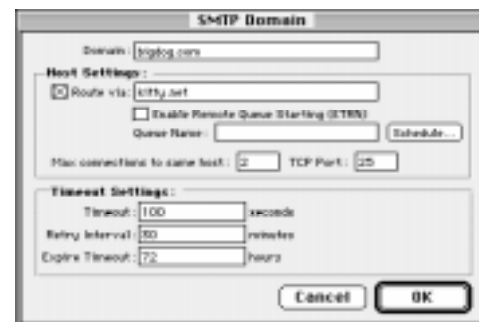 SMTP Domain
Domain: bigdog.com
Host Settings:
Route via: kitty.net
Enable Remote Queue Starting (ETRN)
Queue Name: Schedule...
Max connections to same host: 2 TCP Port: 25
Timeout Settings:
Timeout: 100 seconds
Retry Interval: 30 minutes
Expire Timeout: 72 hours
Cancel OK